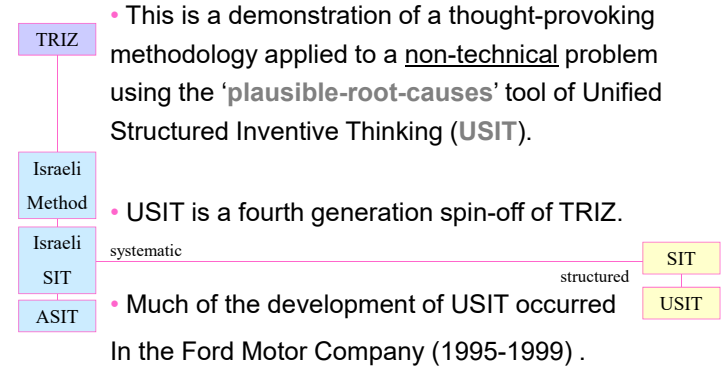 • This is a demonstration of a thought-provoking
TRIZ
methodology applied to a non-technical problem
using the ‘plausible-root-causes’ tool of Unified
Structured Inventive Thinking (USIT).
Israeli
Method
• USIT is a fourth generation spin-off of TRIZ.
Israeli
SIT
systematic
SIT
structured
USIT
ASIT
• Much of the development of USIT occurred
In the Ford Motor Company (1995-1999) .